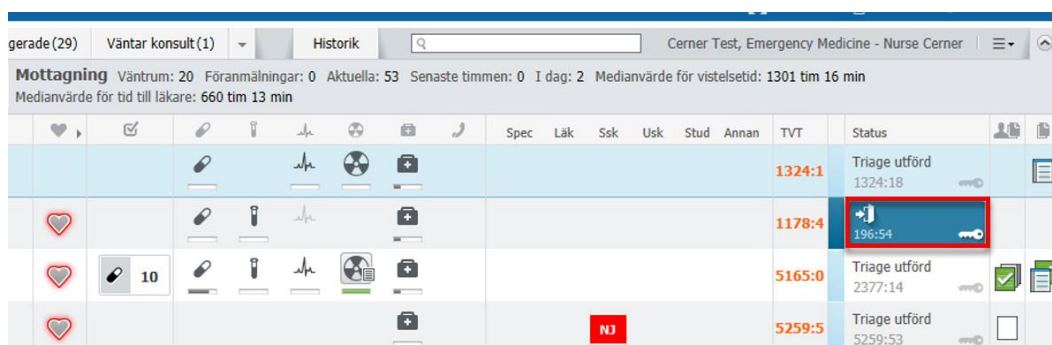 gerade (29) Väntar konsult (1) Historik Cerner Test, Emergency Medicine - Nurse Cerner
Mottagning Väntrum: 20 Föranmälningar: 0 Aktuella: 53 Senaste timmen: 0 I dag: 2 Medianvärde för vistelsetid: 1301 tim 16 min
Medianvärde för tid till läkare: 660 tim 13 min
Spec Läk Ssk Usk Stud Annan TVT Status
1324:1 Triage utförd
1324:18
1178:4
196:54
10 5165:0 Triage utförd
2377:14
NJ 5259:5 Triage utförd
5259:53